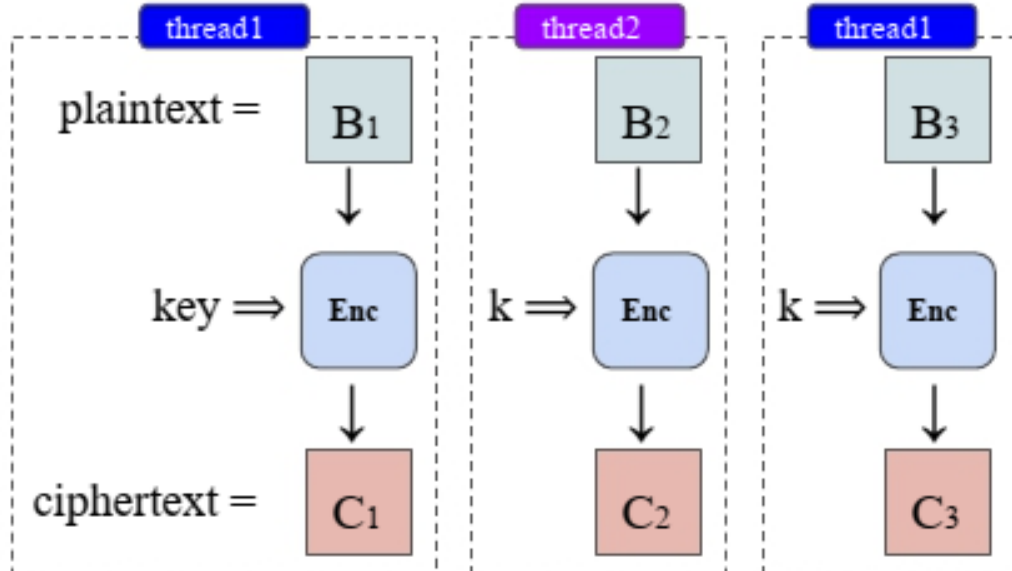 thread1 thread2 thread1
plaintext = B1 B2 B3
key ⇒ Enc k ⇒ Enc k ⇒ Enc
ciphertext = C1 C2 C3